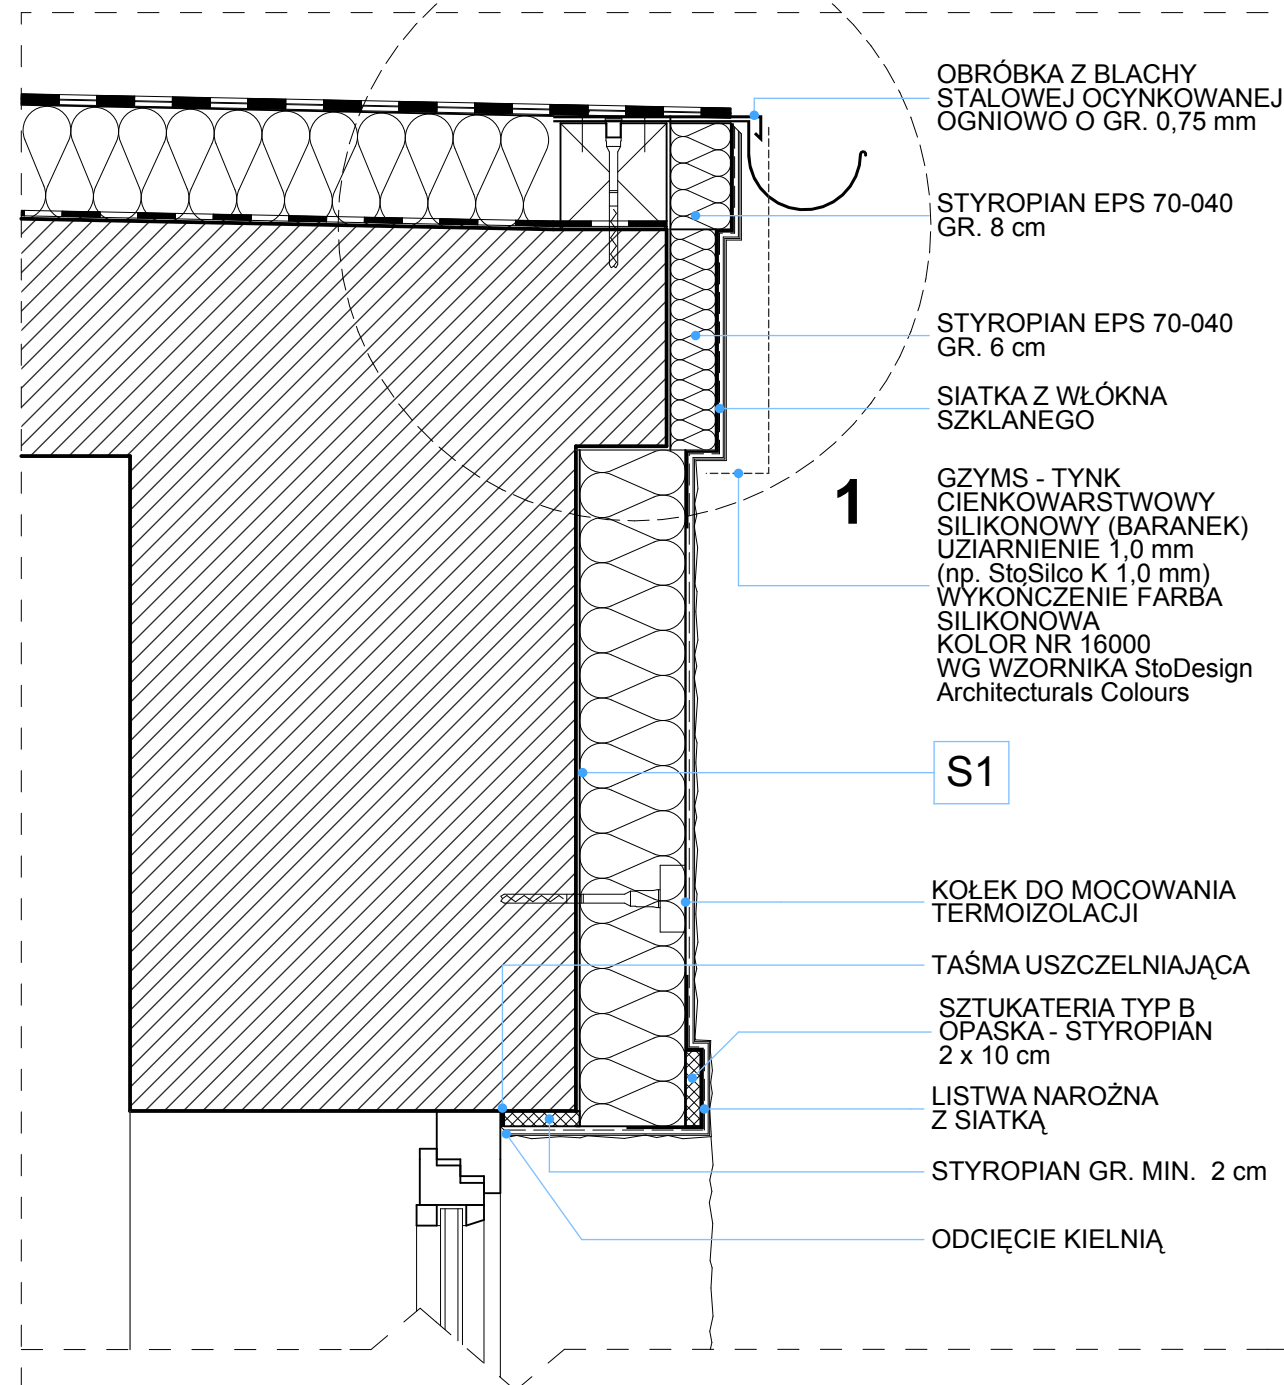 OBRÓBKA Z BLACHY
STALOWEJ OCYNKOWANEJ
OGNIOWO O GR. 0,75 mm
STYROPIAN EPS 70-040
GR. 8 cm
STYROPIAN EPS 70-040
GR. 6 cm
SIATKA Z WŁÓKNA
SZKLANEGO
1
GZYMS - TYNK
CIENKOWARSTWOWY
SILIKONOWY (BARANEK)
UZIARNIENIE 1,0 mm
(np. StoSilco K 1,0 mm)
WYKOŃCZENIE FARBA
SILIKONOWA
KOLOR NR 16000
WG WZORNIKA StoDesign
Architecturals Colours
S1
KOŁEK DO MOCOWANIA
TERMOIZOLACJI
TAŚMA USZCZELNIAJĄCA
SZTUKATERIA TYP B
OPASKA - STYROPIAN
2 x 10 cm
LISTWA NAROŻNA
Z SIATKĄ
STYROPIAN GR. MIN. 2 cm
ODCIĘCIE KIELNIĄ